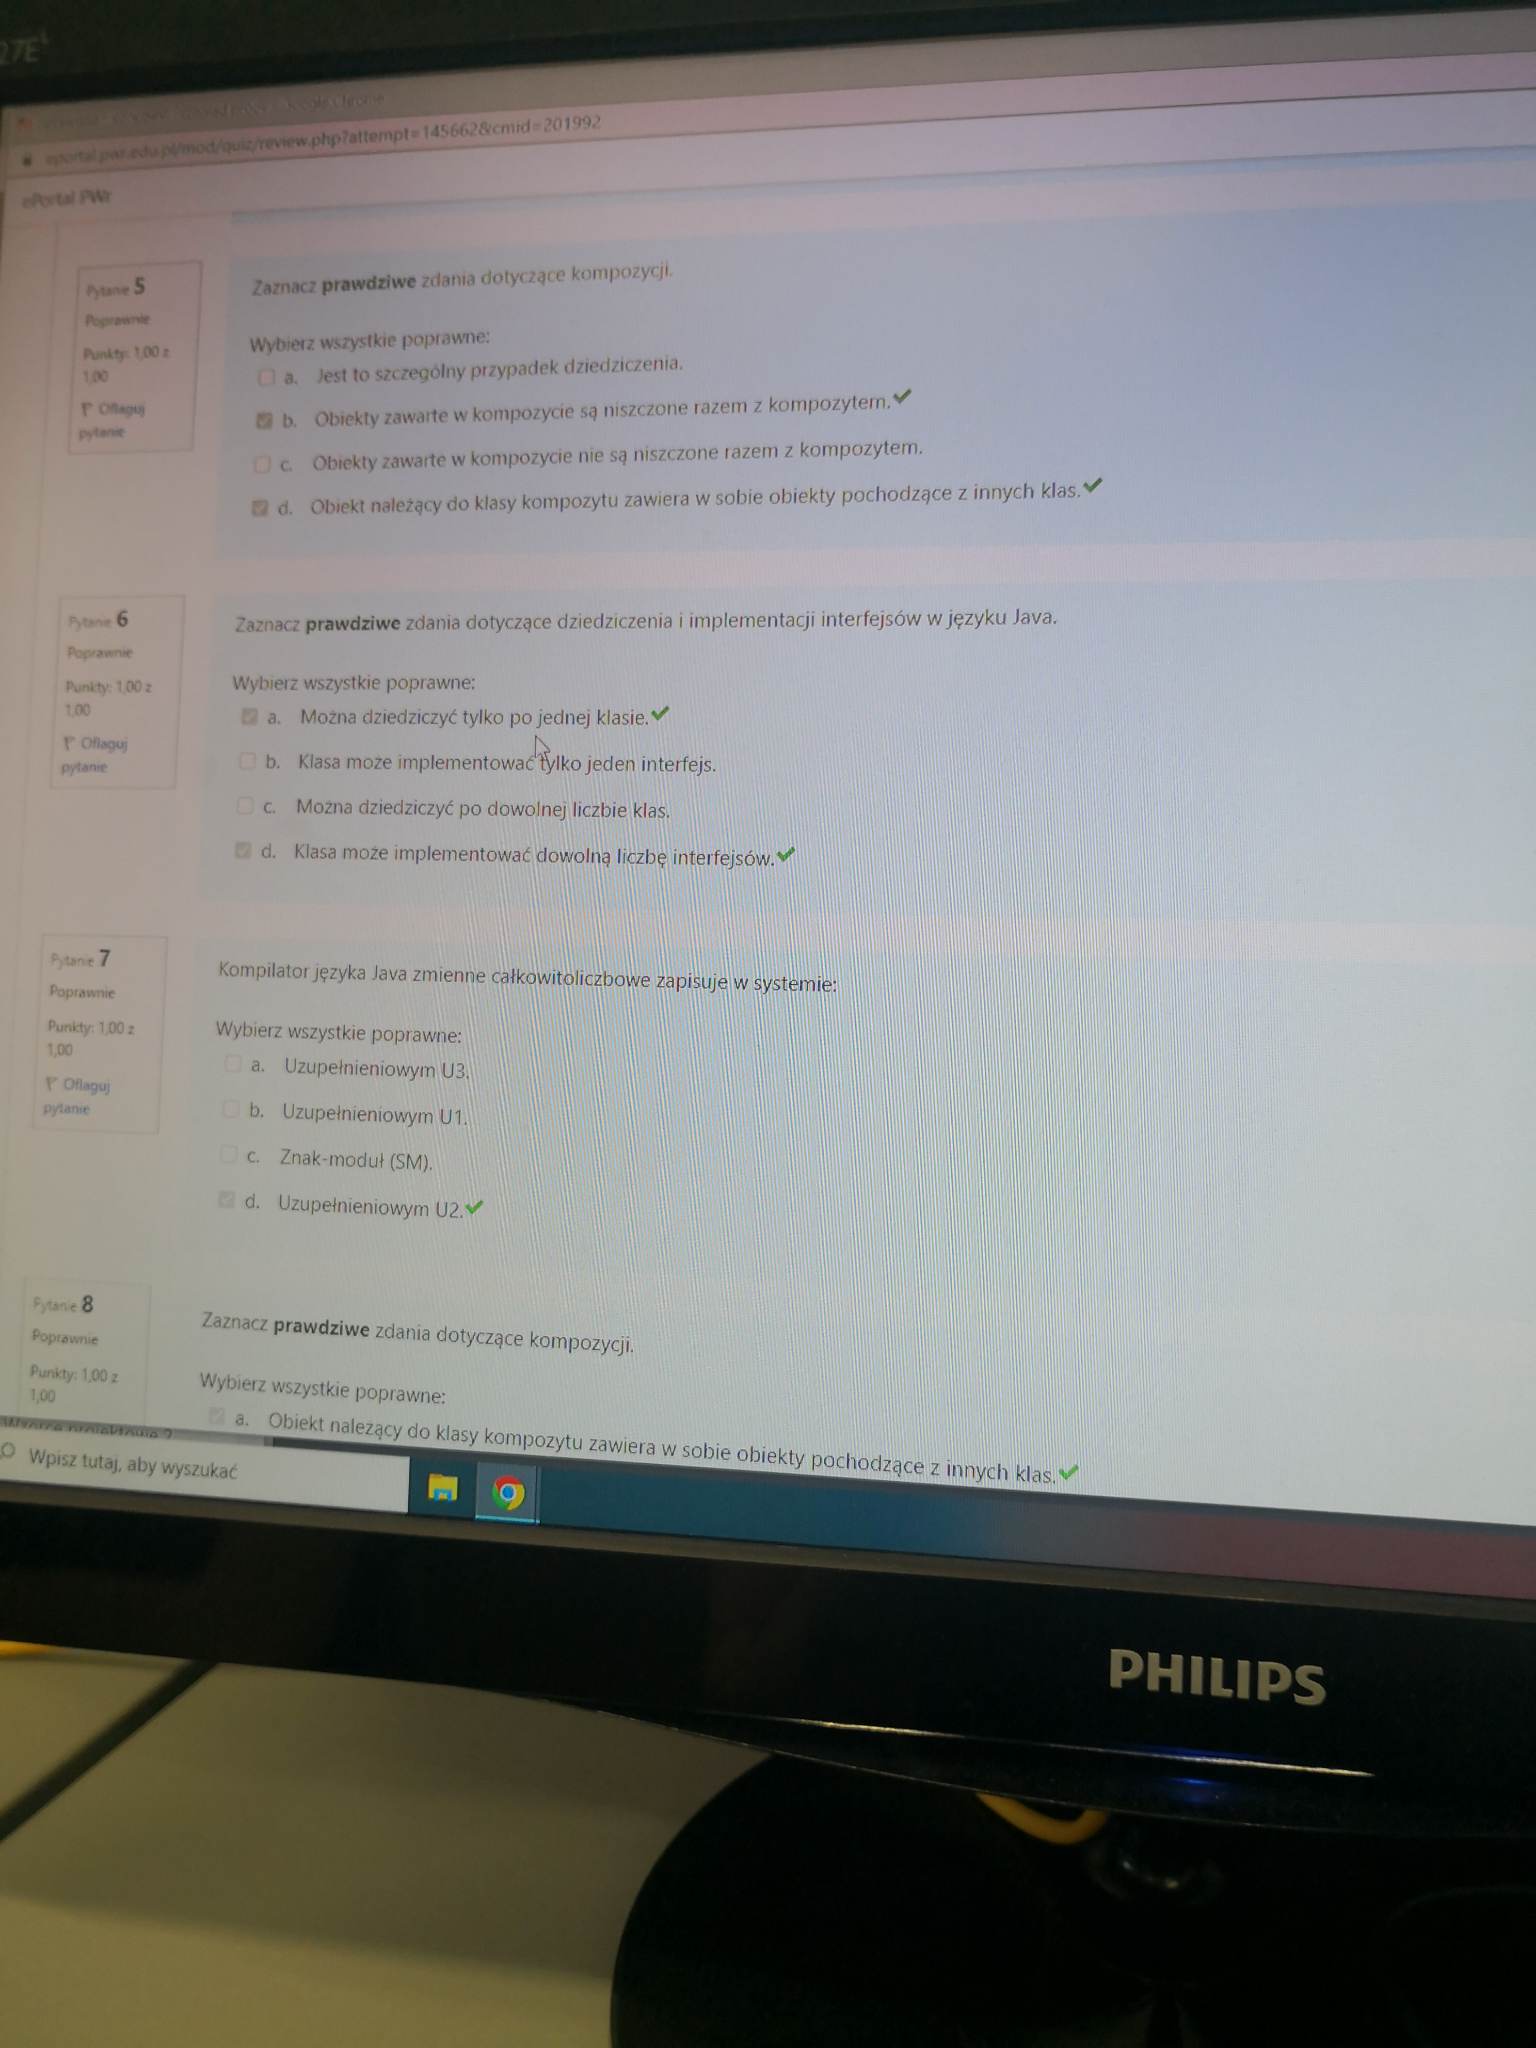 27E
eportal.pwr.edu.pl/mod/quiz/review.php?attempt=145662&cmid=201992
ePortal PWr
Pytanie 5
Poprawnie
Punkty: 1,00 z
1,00
Oflaguj
pytanie
Zaznacz prawdziwe zdania dotyczące kompozycji.
Wybierz wszystkie poprawne:
a. Jest to szczególny przypadek dziedziczenia.
b. Obiekty zawarte w kompozycie są niszczone razem z kompozytem.
c. Obiekty zawarte w kompozycie nie są niszczone razem z kompozytem.
d. Obiekt należący do klasy kompozytu zawiera w sobie obiekty pochodzące z innych klas.
Pytanie 6
Poprawnie
Punkty: 1,00 z
1,00
Oflaguj
pytanie
Zaznacz prawdziwe zdania dotyczące dziedziczenia i implementacji interfejsów w języku Java.
Wybierz wszystkie poprawne:
a. Można dziedziczyć tylko po jednej klasie.
b. Klasa może implementować tylko jeden interfejs.
c. Można dziedziczyć po dowolnej liczbie klas.
d. Klasa może implementować dowolną liczbę interfejsów.
Pytanie 7
Poprawnie
Punkty: 1,00 z
1,00
Oflaguj
pytanie
Kompilator języka Java zmienne całkowitoliczbowe zapisuje w systemie:
Wybierz wszystkie poprawne:
a. Uzupełnieniowym U3.
b. Uzupełnieniowym U1.
c. Znak-moduł (SM).
d. Uzupełnieniowym U2.
Pytanie 8
Poprawnie
Punkty: 1,00 z
1,00
Zaznacz prawdziwe zdania dotyczące kompozycji.
Wybierz wszystkie poprawne:
a. Obiekt należący do klasy kompozytu zawiera w sobie obiekty pochodzące z innych klas.
Wpisz tutaj, aby wyszukać
PHILIPS